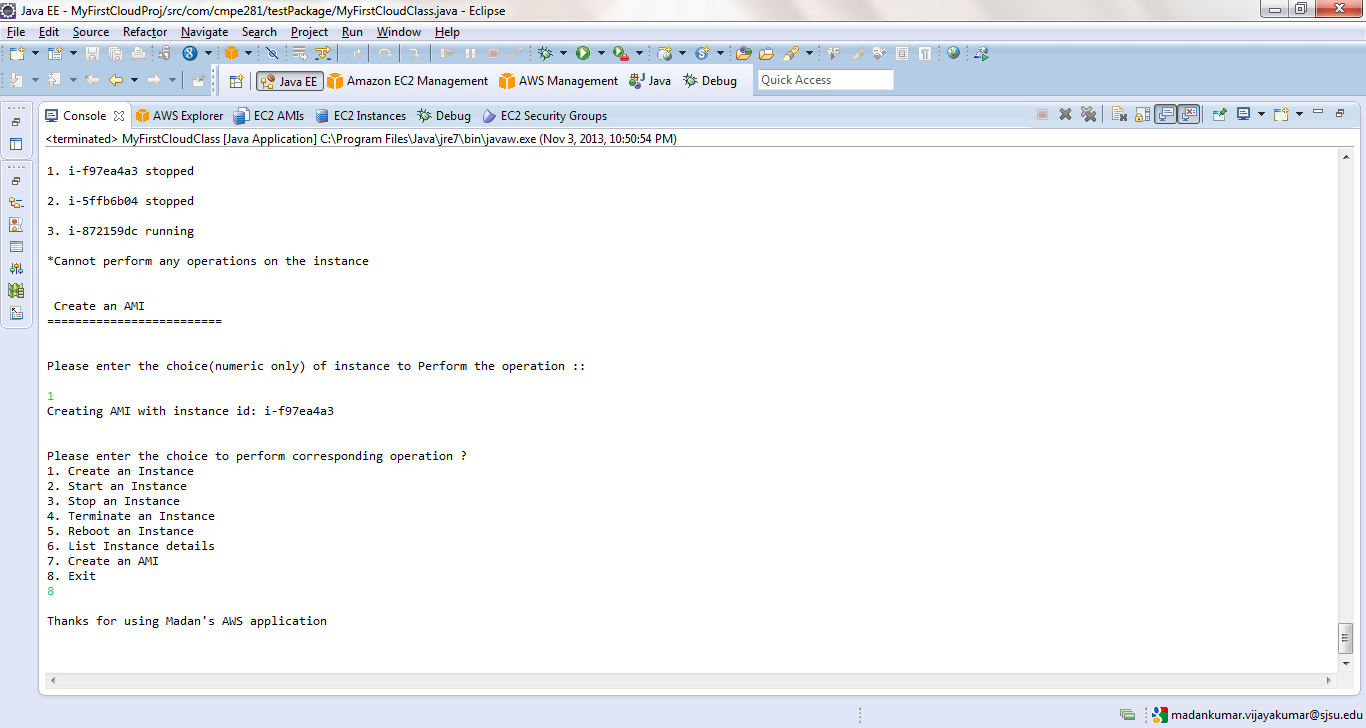 Java EE - MyFirstCloudProj/src/com/cmpe281/testPackage/MyFirstCloudClass.java - Eclipse
File Edit Source Refactor Navigate Search Project Run Window Help
Java EE Amazon EC2 Management AWS Management Java Debug Quick Access
Console AWS Explorer EC2 AMIs EC2 Instances Debug EC2 Security Groups
<terminated> MyFirstCloudClass [Java Application] C:\Program Files\Java\jre7\bin\javaw.exe (Nov 3, 2013, 10:50:54 PM)
1. i-f97ea4a3 stopped
2. i-5ffb6b04 stopped
3. i-872159dc running
*Cannot perform any operations on the instance
Create an AMI
=========================
Please enter the choice(numeric only) of instance to Perform the operation ::
1
Creating AMI with instance id: i-f97ea4a3
Please enter the choice to perform corresponding operation ?
1. Create an Instance
2. Start an Instance
3. Stop an Instance
4. Terminate an Instance
5. Reboot an Instance
6. List Instance details
7. Create an AMI
8. Exit
8
Thanks for using Madan's AWS application
madankumar.vijayakumar@sjsu.edu